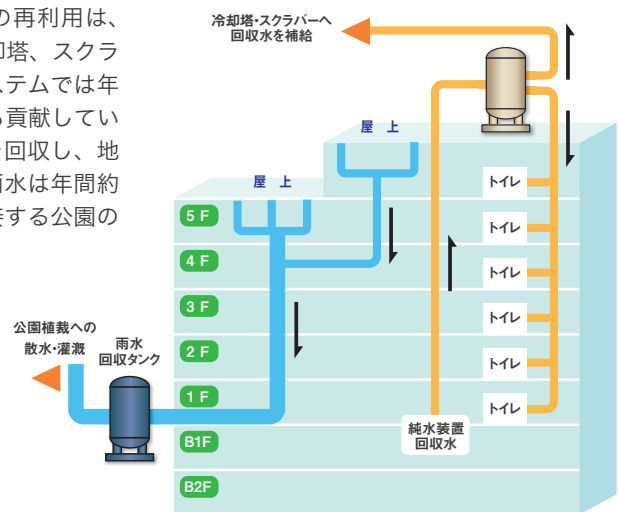 の再利用は、
却塔、スクラ
ステムでは年
も貢献してい
を回収し、地
雨水は年間約
接する公園の
冷却塔・スクラバーへ
回収水を補給
屋 上
屋 上
5 F
4 F
3 F
2 F
1 F
B1F
B2F
トイレ
トイレ
トイレ
トイレ
トイレ
トイレ
公園植栽への
散水・灌漑
雨水
回収タンク
純水装置
回収水